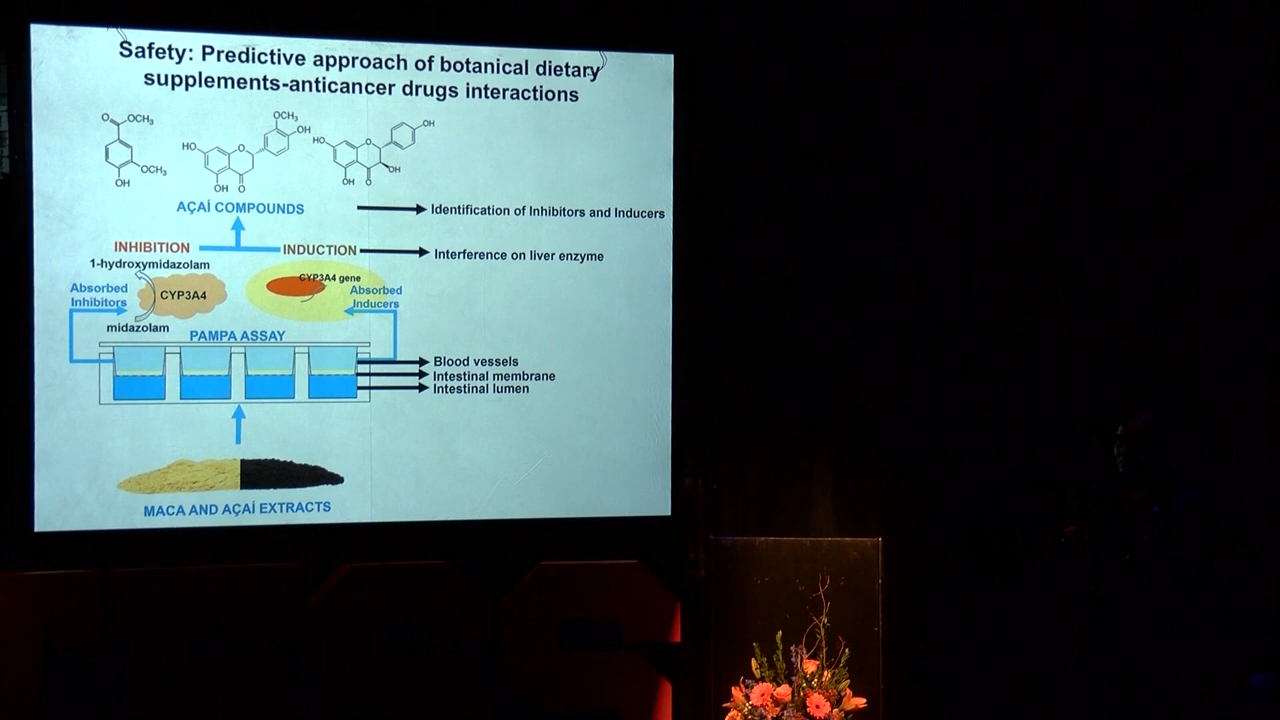 Safety: Predictive approach of botanical dietary
supplements-anticancer drugs interactions
O OCH3
OCH3
OH
OCH3
OH
HO
O
OH O
OH
HO
O
OH
OH O
AÇAÍ COMPOUNDS
Identification of Inhibitors and Inducers
INHIBITION
INDUCTION
Interference on liver enzyme
1-hydroxymidazolam
CYP3A4 gene
Absorbed
Inhibitors
CYP3A4
Absorbed
Inducers
midazolam
PAMPA ASSAY
Blood vessels
Intestinal membrane
Intestinal lumen
MACA AND AÇAÍ EXTRACTS